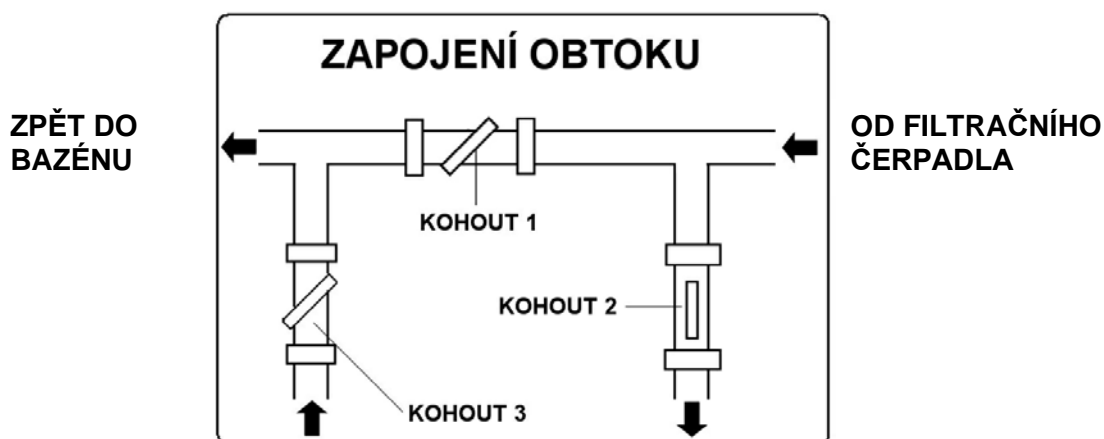 ZAPOJENÍ OBTOKU
ZPĚT DO
BAZÉNU
OD FILTRAČNÍHO
ČERPADLA
KOHOUT 1
KOHOUT 2
KOHOUT 3